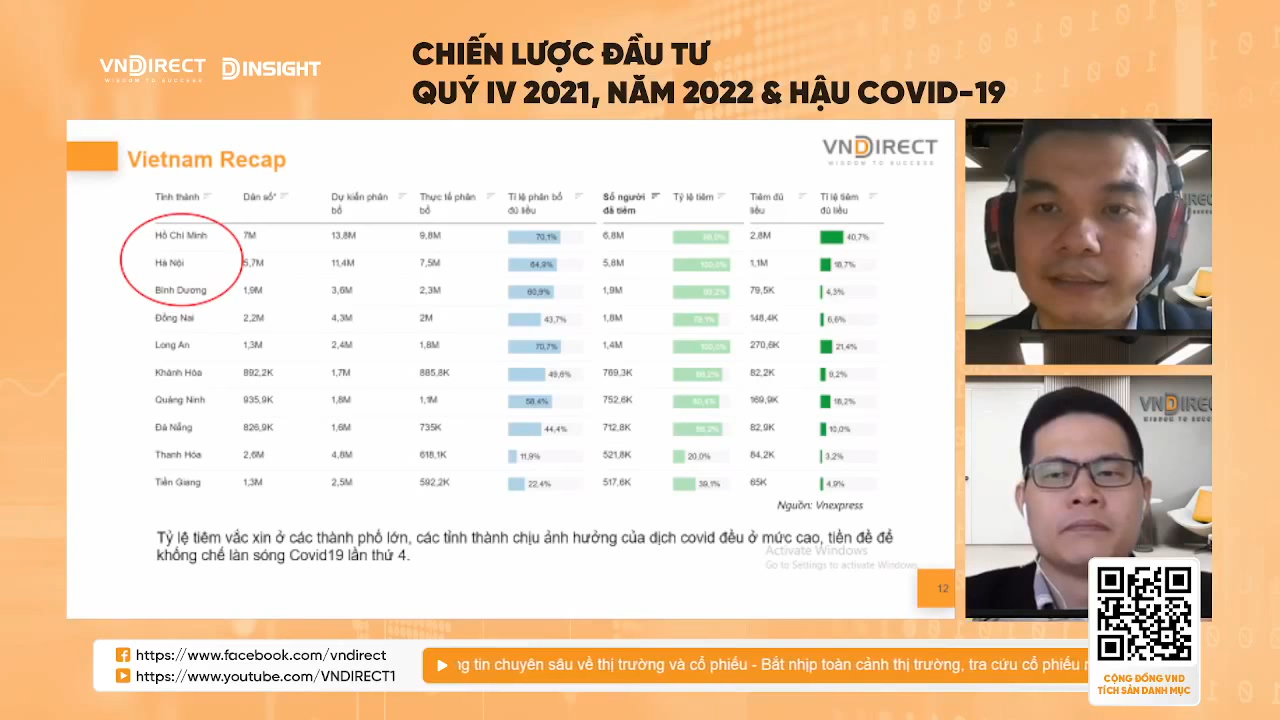 VNDIRECT
WISDOM TO SUCCESS
DINSIGHT
CHIẾN LƯỢC ĐẦU TƯ
QUÝ IV 2021, NĂM 2022 & HẬU COVID-19
Vietnam Recap
VNDIRECT
WISDOM TO SUCCESS
Tỉnh thành Dân số* Dự kiến phân bổ Thực tế phân bổ Tỉ lệ phân bổ đủ liều Số người đã tiêm Tỷ lệ tiêm Tiêm đủ liều Tỉ lệ tiêm đủ liều
Hồ Chí Minh 7M 13,8M 9,8M 70,1% 6,8M 2,8M 40,7%
Hà Nội 5,7M 11,4M 7,5M 64,9% 5,8M 100,0% 1,1M 18,7%
Bình Dương 1,9M 3,6M 2,3M 60,9% 1,9M 79,5K 4,3%
Đồng Nai 2,2M 4,3M 2M 43,7% 1,8M 148,4K 6,6%
Long An 1,3M 2,4M 1,8M 70,7% 1,4M 100,0% 270,6K 21,4%
Khánh Hòa 892,2K 1,7M 885,8K 49,6% 769,3K 82,2K 9,2%
Quảng Ninh 935,9K 1,8M 1,1M 58,4% 752,6K 80,4% 169,9K 18,2%
Đà Nẵng 826,9K 1,6M 735K 44,4% 712,8K 82,9K 10,0%
Thanh Hóa 2,6M 4,8M 618,1K 11,9% 521,8K 20,0% 84,2K 3,2%
Tiền Giang 1,3M 2,5M 592,2K 22,4% 517,6K 39,1% 65K 4,9%
Nguồn: Vnexpress
Tỷ lệ tiêm vắc xin ở các thành phố lớn, các tỉnh thành chịu ảnh hưởng của dịch covid đều ở mức cao, tiền đề để
khống chế làn sóng Covid19 lần thứ 4.
Activate Windows
Go to Settings to activate Windows
12
VNDIREC
https://www.facebook.com/vndirect
https://www.youtube.com/VNDIRECT1
ng tin chuyên sâu về thị trường và cổ phiếu - Bắt nhịp toàn cảnh thị trường, tra cứu cổ phiếu
CỘNG ĐỒNG VND
TÍCH SẢN DANH MỤC